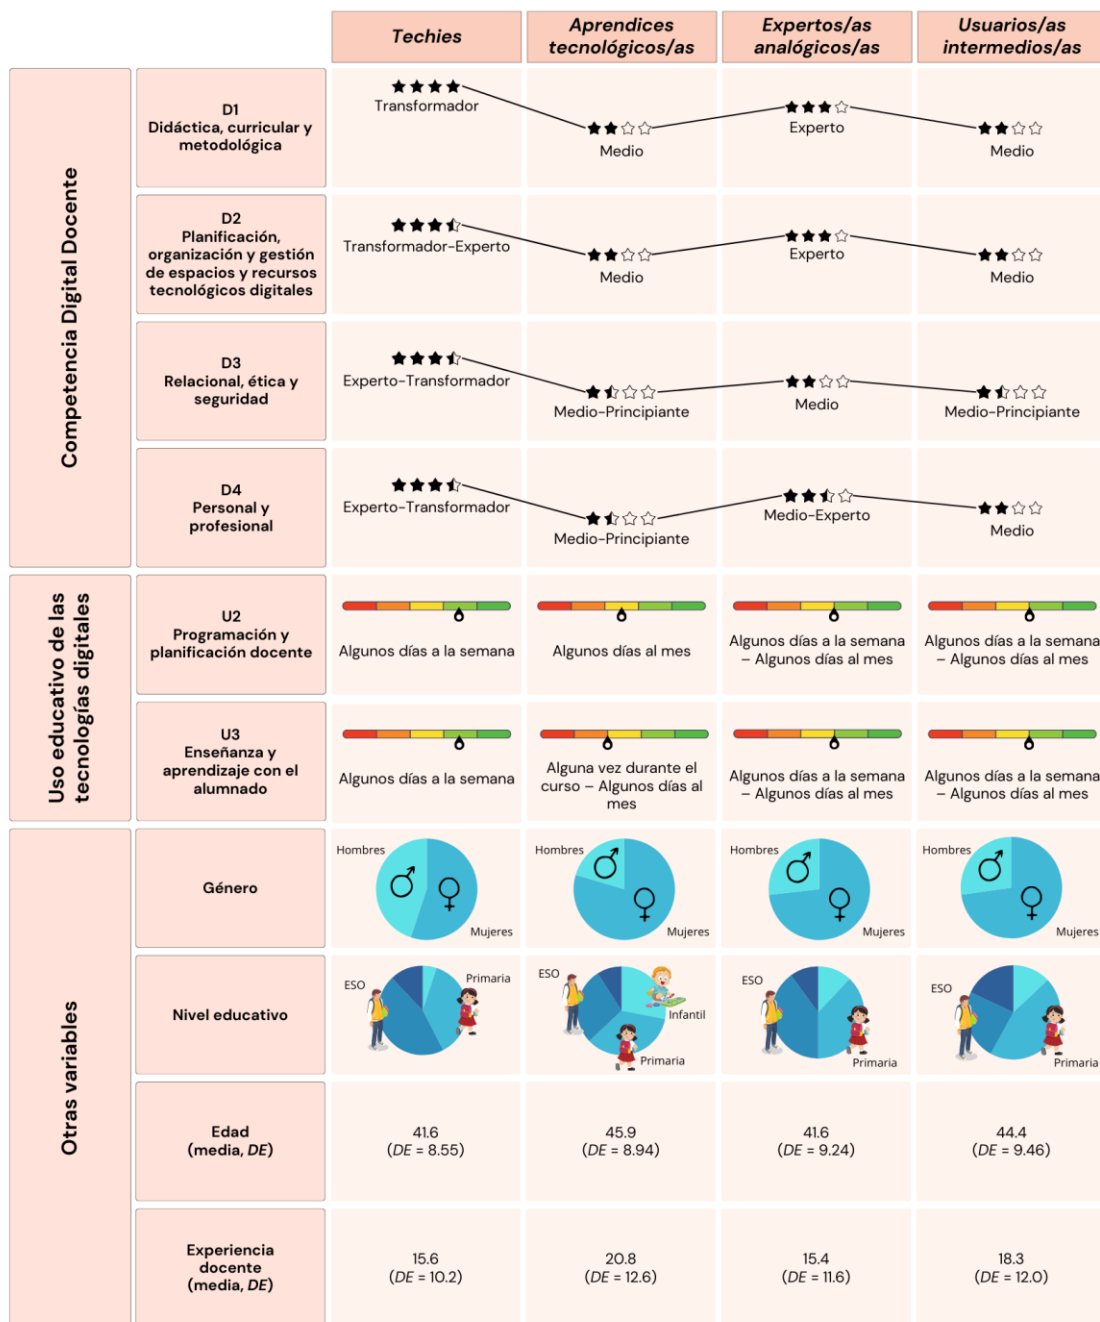 Techies
Aprendices
tecnológicos/as
Expertos/as
analógicos/as
Usuarios/as
intermedios/as
Competencia Digital Docente
D1
Didáctica, curricular y
metodológica
Transformador
Medio
Experto
Medio
D2
Planificación,
organización y gestión
de espacios y recursos
tecnológicos digitales
Transformador-Experto
Medio
Experto
Medio
D3
Relacional, ética y
seguridad
Experto-Transformador
Medio-Principiante
Medio
Medio-Principiante
D4
Personal y
profesional
Experto-Transformador
Medio-Principiante
Medio-Experto
Medio
Uso educativo de las
tecnologías digitales
U2
Programación y
planificación docente
Algunos días a la semana
Algunos días al mes
Algunos días a la semana
– Algunos días al mes
Algunos días a la semana
– Algunos días al mes
U3
Enseñanza y
aprendizaje con el
alumnado
Algunos días a la semana
Alguna vez durante el
curso – Algunos días al
mes
Algunos días a la semana
– Algunos días al mes
Algunos días a la semana
– Algunos días al mes
Otras variables
Género
Hombres
Mujeres
Hombres
Mujeres
Hombres
Mujeres
Hombres
Mujeres
Nivel educativo
ESO
Primaria
ESO
Infantil
Primaria
ESO
Primaria
ESO
Primaria
Edad
(media, DE)
41.6
(DE = 8.55)
45.9
(DE = 8.94)
41.6
(DE = 9.24)
44.4
(DE = 9.46)
Experiencia
docente
(media, DE)
15.6
(DE = 10.2)
20.8
(DE = 12.6)
15.4
(DE = 11.6)
18.3
(DE = 12.0)